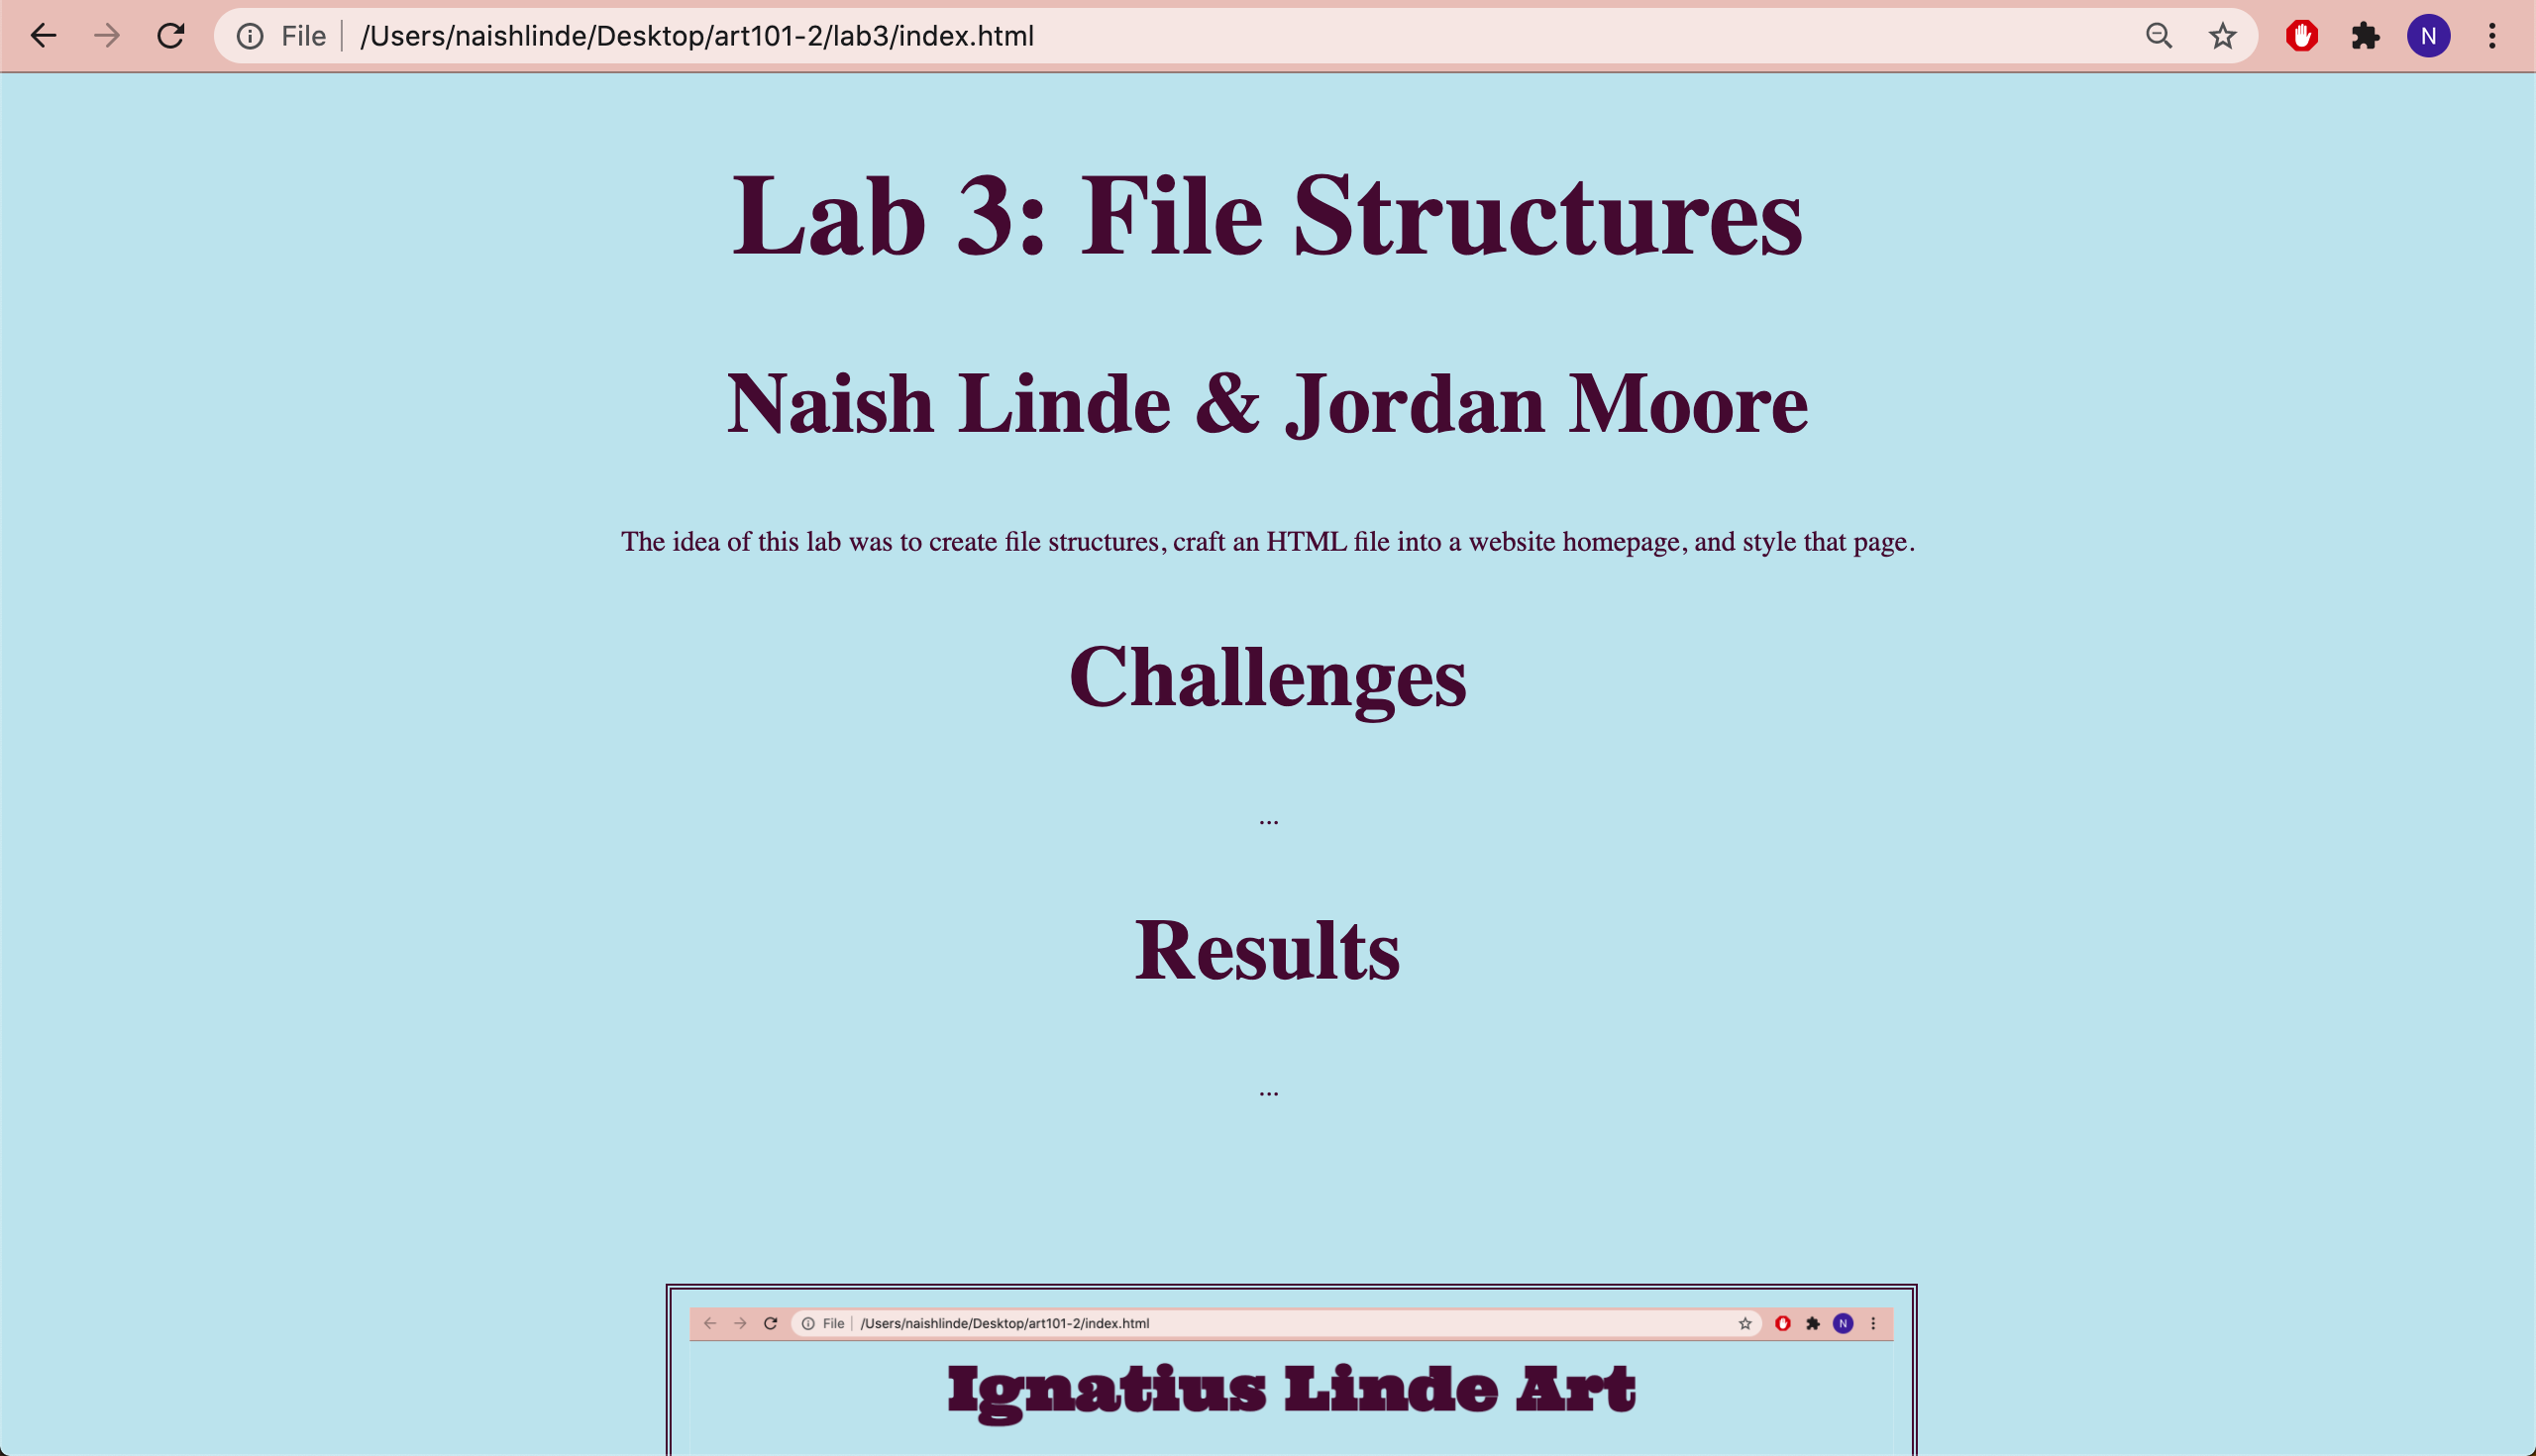 File /Users/naishlinde/Desktop/art101-2/lab3/index.html N
Lab 3: File Structures
Naish Linde & Jordan Moore
The idea of this lab was to create file structures, craft an HTML file into a website homepage, and style that page.
Challenges
...
Results
...
File /Users/naishlinde/Desktop/art101-2/index.html N
Ignatius Linde Art